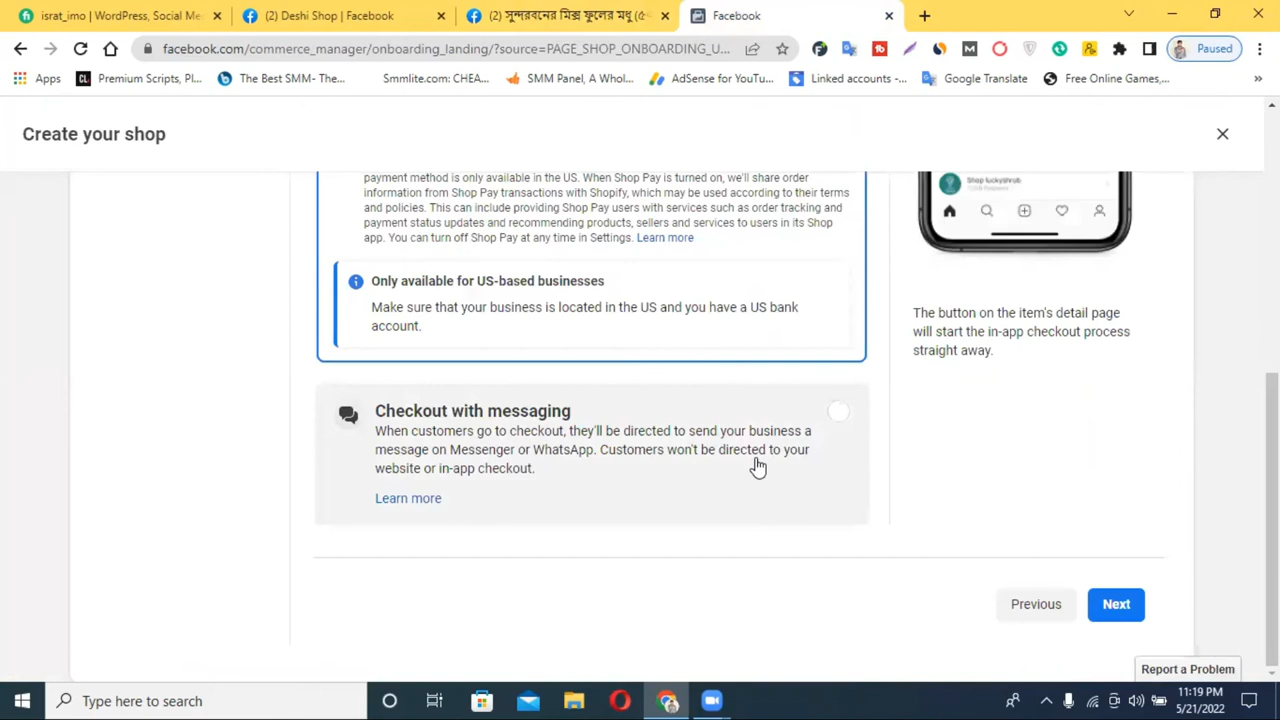 israt_imo | WordPress, Social Me
(2) Deshi Shop | Facebook
(২) সুন্দরবনের মিক্স ফুলের মধু (৫০
Facebook
facebook.com/commerce_manager/onboarding_landing/?source=PAGE_SHOP_ONBOARDING_U...
Paused
Apps
Premium Scripts, Pl...
The Best SMM- The...
Smmlite.com: CHEA...
SMM Panel, A Whol...
AdSense for YouTu...
Linked accounts -...
Google Translate
Free Online Games,...
Create your shop
payment method is only available in the US. When Shop Pay is turned on, we'll share order
information from Shop Pay transactions with Shopify, which may be used according to their terms
and policies. This can include providing Shop Pay users with services such as order tracking and
payment status updates and recommending products, sellers and services to users in its Shop
app. You can turn off Shop Pay at any time in Settings. Learn more
Only available for US-based businesses
Make sure that your business is located in the US and you have a US bank
account.
Shop luckyshrub
The button on the item's detail page
will start the in-app checkout process
straight away.
Checkout with messaging
When customers go to checkout, they'll be directed to send your business a
message on Messenger or WhatsApp. Customers won't be directed to your
website or in-app checkout.
Learn more
Previous
Next
Report a Problem
Type here to search
11:19 PM
5/21/2022